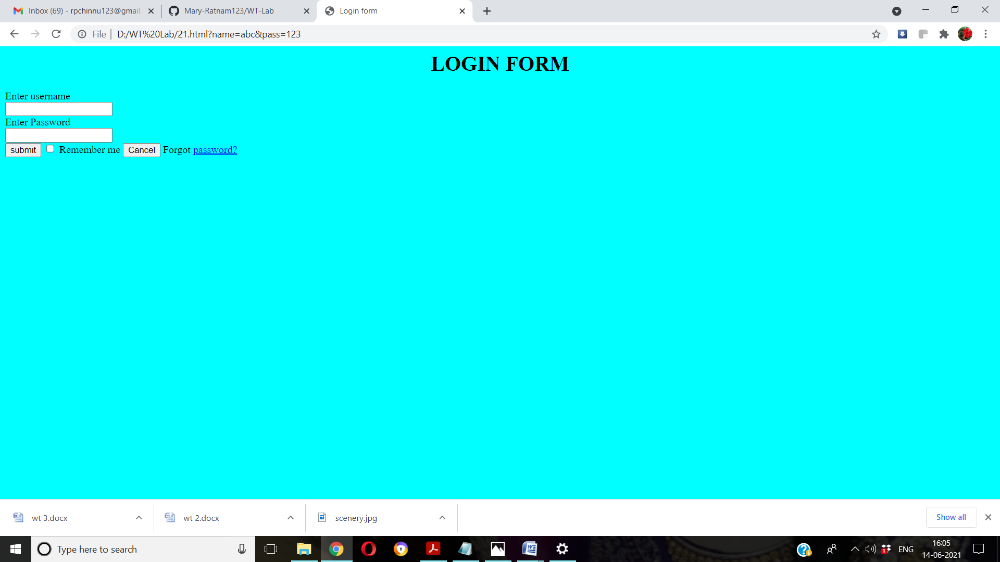 Inbox (69) - rpchinnu123@gmail.
Mary-Ratnam123/WT-Lab
Login form
File
D:/WT%20Lab/21.html?name=abc&pass=123
LOGIN FORM
Enter username
Enter Password
submit Remember me Cancel Forgot password?
wt 3.docx
wt 2.docx
scenery.jpg
Show all
Type here to search
1
ENG
16:05
14-06-2021